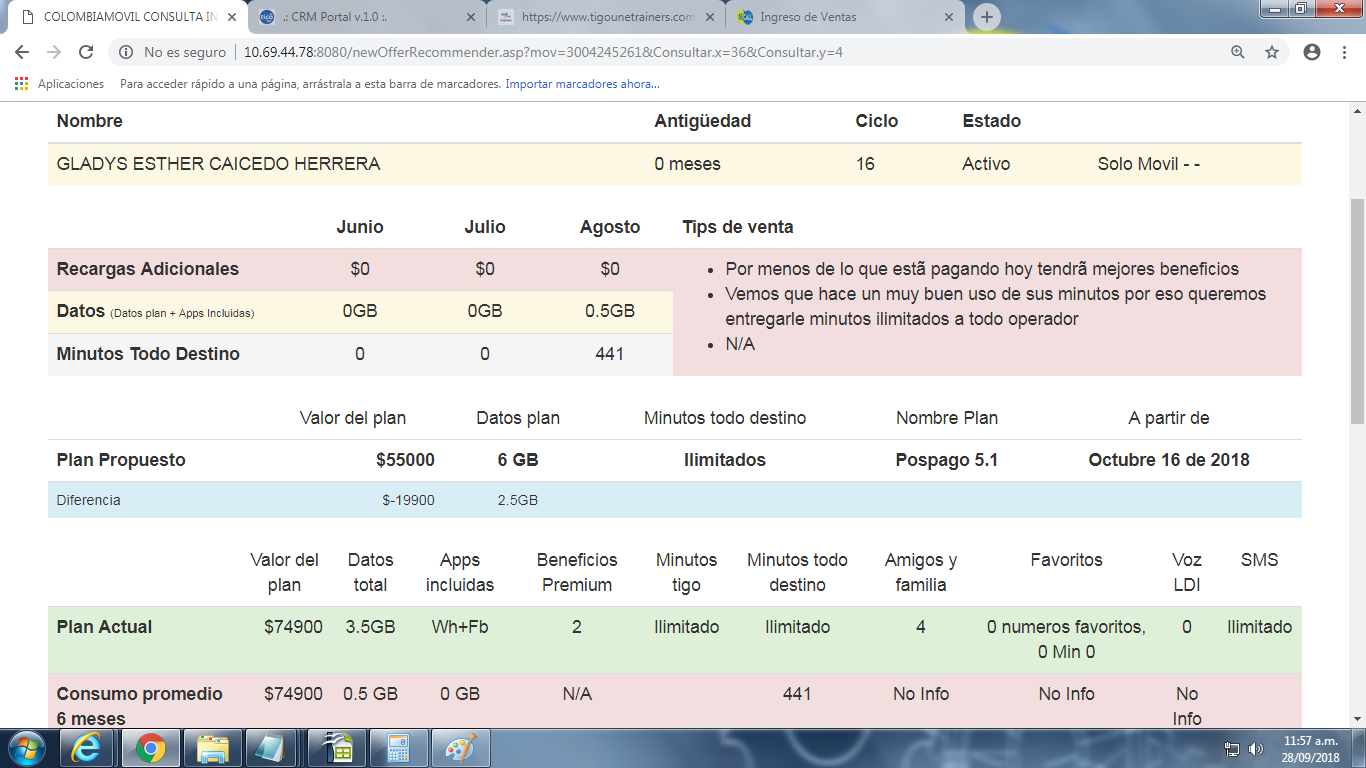 COLOMBIAMOVIL CONSULTA IN
.: CRM Portal v.1.0 :.
https://www.tigounetrainers.com
Ingreso de Ventas
No es seguro
10.69.44.78:8080/newOfferRecommender.asp?mov=3004245261&Consultar.x=36&Consultar.y=4
Aplicaciones
Para acceder rápido a una página, arrástrala a esta barra de marcadores. Importar marcadores ahora...
Nombre Antigüedad Ciclo Estado
GLADYS ESTHER CAICEDO HERRERA 0 meses 16 Activo Solo Movil - -
Junio Julio Agosto Tips de venta
Recargas Adicionales $0 $0 $0
Datos (Datos plan + Apps Incluidas) 0GB 0GB 0.5GB
Minutos Todo Destino 0 0 441
• Por menos de lo que estã pagando hoy tendrã mejores beneficios
• Vemos que hace un muy buen uso de sus minutos por eso queremos
entregarle minutos ilimitados a todo operador
• N/A
Valor del plan Datos plan Minutos todo destino Nombre Plan A partir de
Plan Propuesto $55000 6 GB Ilimitados Pospago 5.1 Octubre 16 de 2018
Diferencia $-19900 2.5GB
Valor del Datos Apps Beneficios Minutos Minutos todo Amigos y Favoritos Voz SMS
plan total incluidas Premium tigo destino familia LDI
Plan Actual $74900 3.5GB Wh+Fb 2 Ilimitado Ilimitado 4 0 numeros favoritos, 0 Ilimitado
0 Min 0
Consumo promedio $74900 0.5 GB 0 GB N/A 441 No Info No Info No
6 meses Info
11:57 a.m.
28/09/2018